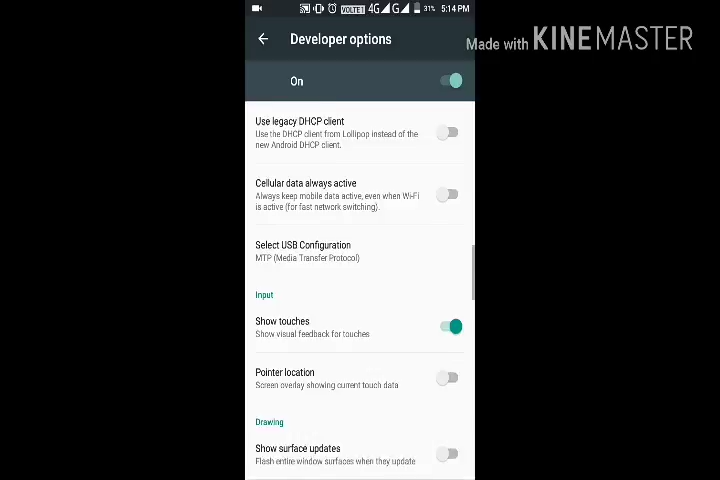 VOLTE1 4G G 31% 5:14 PM
Developer options
Made with KINEMASTER
On
Use legacy DHCP client
Use the DHCP client from Lollipop instead of the
new Android DHCP client.
Cellular data always active
Always keep mobile data active, even when Wi-Fi
is active (for fast network switching).
Select USB Configuration
MTP (Media Transfer Protocol)
Input
Show touches
Show visual feedback for touches
Pointer location
Screen overlay showing current touch data
Drawing
Show surface updates
Flash entire window surfaces when they update